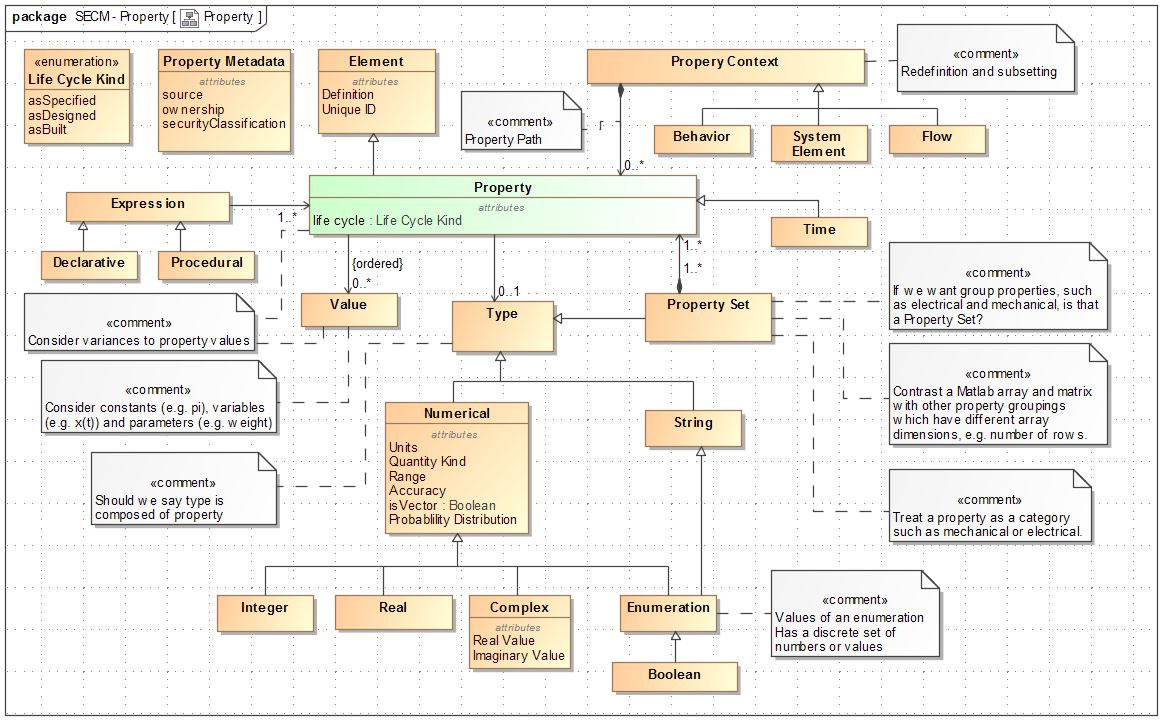 package SECM - Property [ Property ]
«enumeration»
Life Cycle Kind
asSpecified
asDesigned
asBuilt
Property Metadata
attributes
source
ownership
securityClassification
Element
attributes
Definition
Unique ID
Propery Context
«comment»
Redefinition and subsetting
«comment»
Property Path
0..*
Behavior
System
Element
Flow
Property
attributes
life cycle : Life Cycle Kind
Expression
1..*
Declarative
Procedural
Time
{ordered}
0..*
0..1
1..*
1..*
Value
Type
Property Set
«comment»
Consider variances to property values
«comment»
If we want group properties, such
as electrical and mechanical, is that
a Property Set?
«comment»
Consider constants (e.g. pi), variables
(e.g. x(t)) and parameters (e.g. weight)
«comment»
Contrast a Matlab array and matrix
with other property groupings
which have different array
dimensions, e.g. number of rows.
Numerical
attributes
Units
Quantity Kind
Range
Accuracy
isVector : Boolean
Probablility Distribution
String
«comment»
Should we say type is
composed of property
«comment»
Treat a property as a category
such as mechanical or electrical.
Integer
Real
Complex
attributes
Real Value
Imaginary Value
Enumeration
Boolean
«comment»
Values of an enumeration
Has a discrete set of
numbers or values